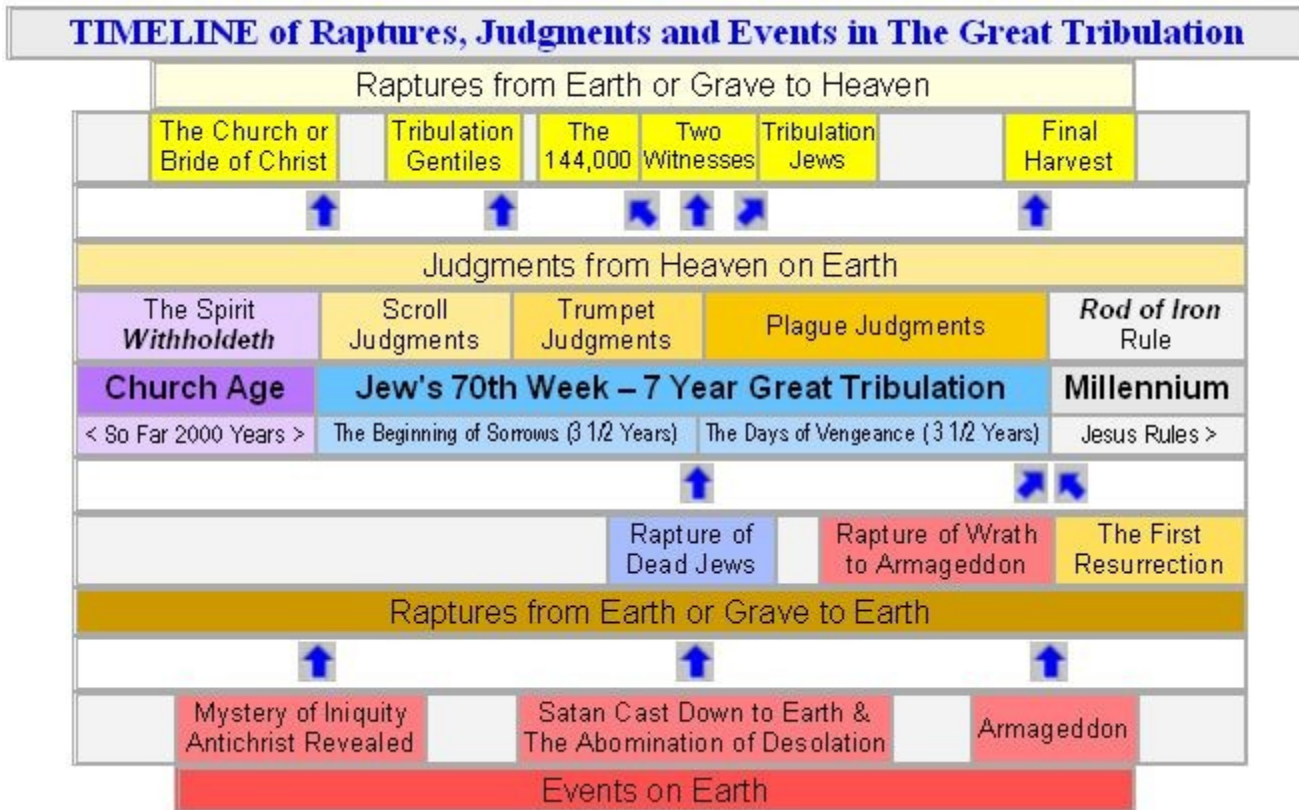 TIMELINE of Raptures, Judgments and Events in The Great Tribulation
Raptures from Earth or Grave to Heaven
The Church or
Bride of Christ
Tribulation
Gentiles
The
144,000
Two
Witnesses
Tribulation
Jews
Final
Harvest
Judgments from Heaven on Earth
The Spirit
Withholdeth
Scroll
Judgments
Trumpet
Judgments
Plague Judgments
Rod of Iron
Rule
Church Age
Jew's 70th Week – 7 Year Great Tribulation
Millennium
< So Far 2000 Years >
The Beginning of Sorrows (3 1/2 Years)
The Days of Vengeance ( 3 1/2 Years)
Jesus Rules >
Rapture of
Dead Jews
Rapture of Wrath
to Armageddon
The First
Resurrection
Raptures from Earth or Grave to Earth
Mystery of Iniquity
Antichrist Revealed
Satan Cast Down to Earth &
The Abomination of Desolation
Armageddon
Events on Earth